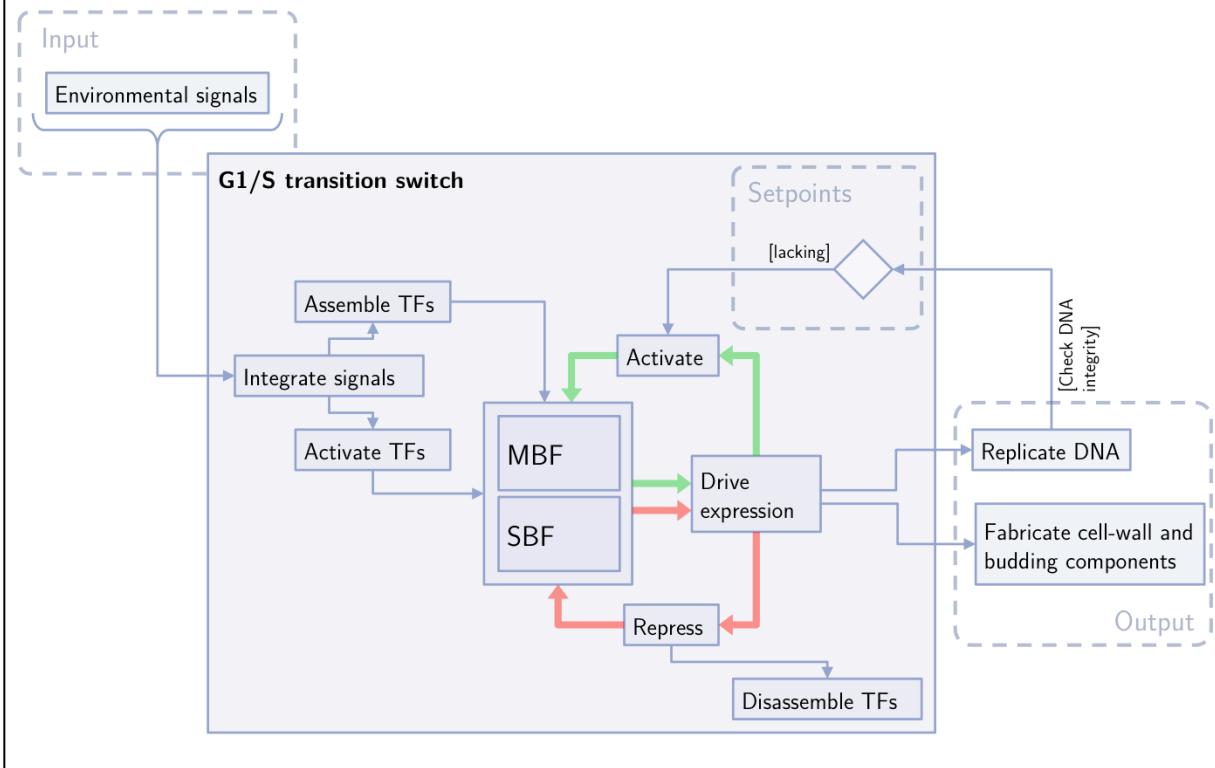 Input
Environmental signals
G1/S transition switch
Setpoints
[lacking]
[Check DNA
integrity]
Assemble TFs
Activate
Integrate signals
Activate TFs
MBF
SBF
Drive
expression
Replicate DNA
Fabricate cell-wall and
budding components
Output
Repress
Disassemble TFs